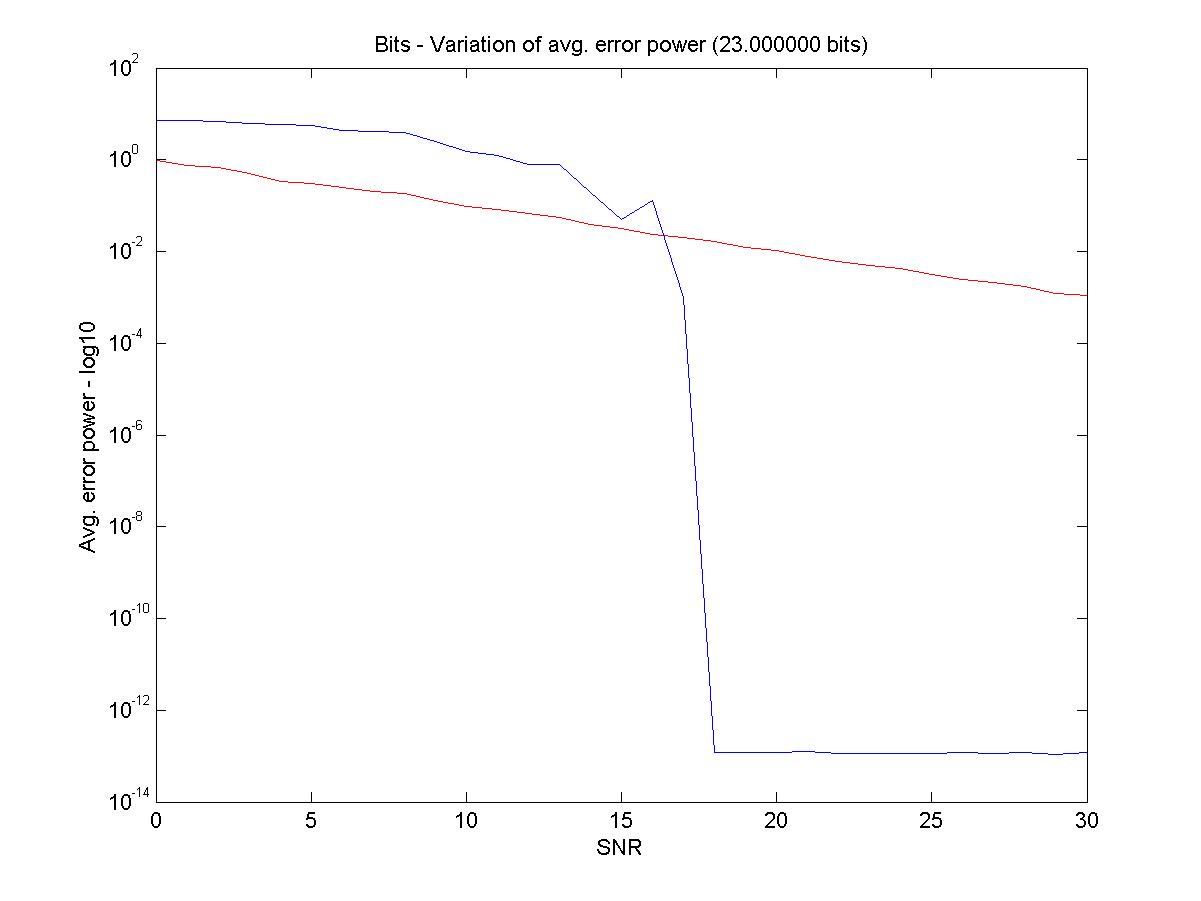 Bits - Variation of avg. error power (23.000000 bits)
10^2
10^0
10^-2
10^-4
10^-6
10^-8
10^-10
10^-12
10^-14
Avg. error power - log10
0 5 10 15 20 25 30
SNR